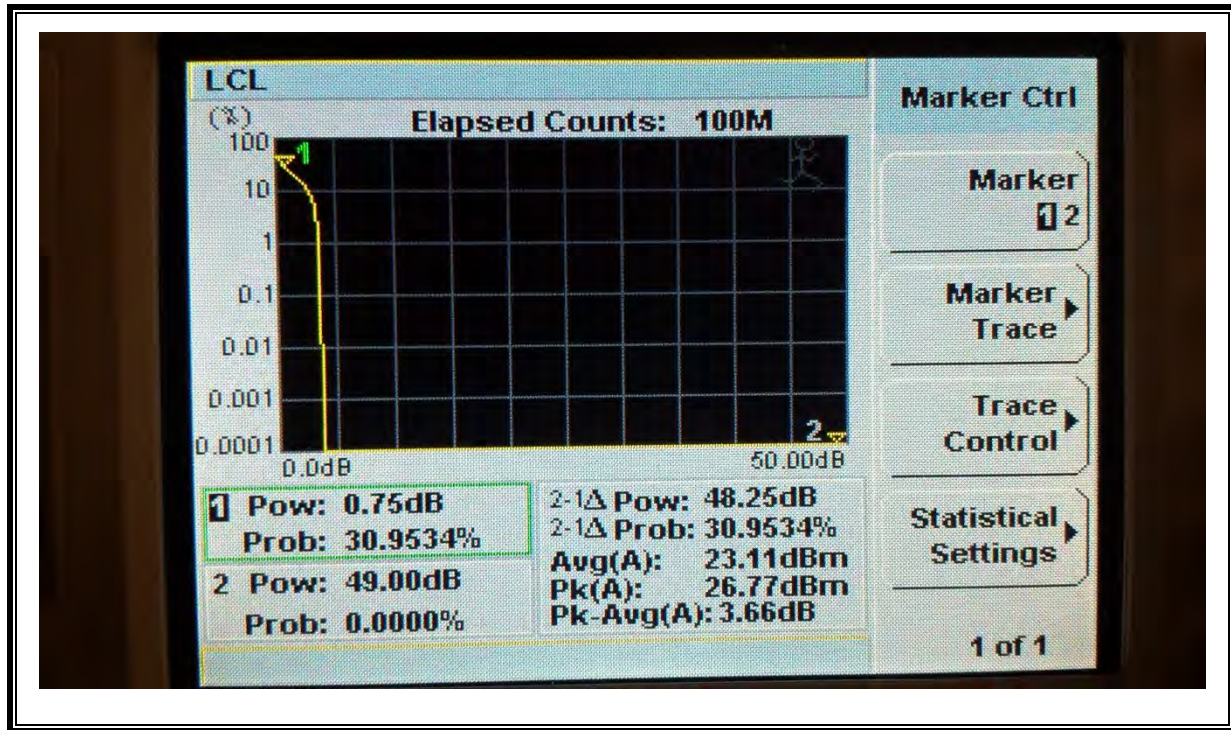 LCL
(%)
Elapsed Counts: 100M
100
1
10
1
0.1
0.01
0.001
0.0001
2
0.0dB
50.00dB
1 Pow: 0.75dB
Prob: 30.9534%
2 Pow: 49.00dB
Prob: 0.0000%
2-1Δ Pow: 48.25dB
2-1Δ Prob: 30.9534%
Avg(A): 23.11dBm
Pk(A): 26.77dBm
Pk-Avg(A): 3.66dB
Marker Ctrl
Marker
1 2
Marker
Trace
Trace
Control
Statistical
Settings
1 of 1